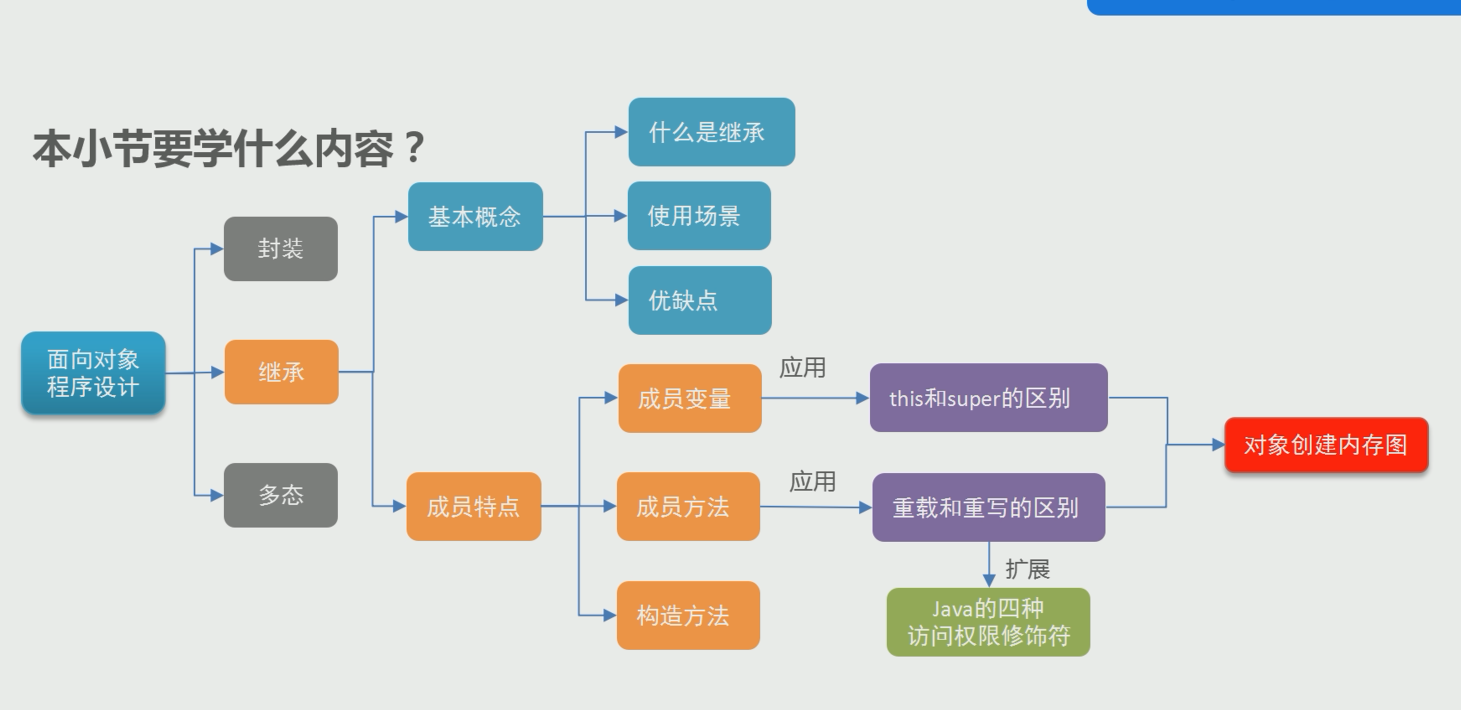 本小节要学什么内容？
面向对象
程序设计
封装
继承
多态
基本概念
什么是继承
使用场景
优缺点
成员特点
成员变量
应用
this和super的区别
成员方法
应用
重载和重写的区别
构造方法
扩展
Java的四种
访问权限修饰符
对象创建内存图